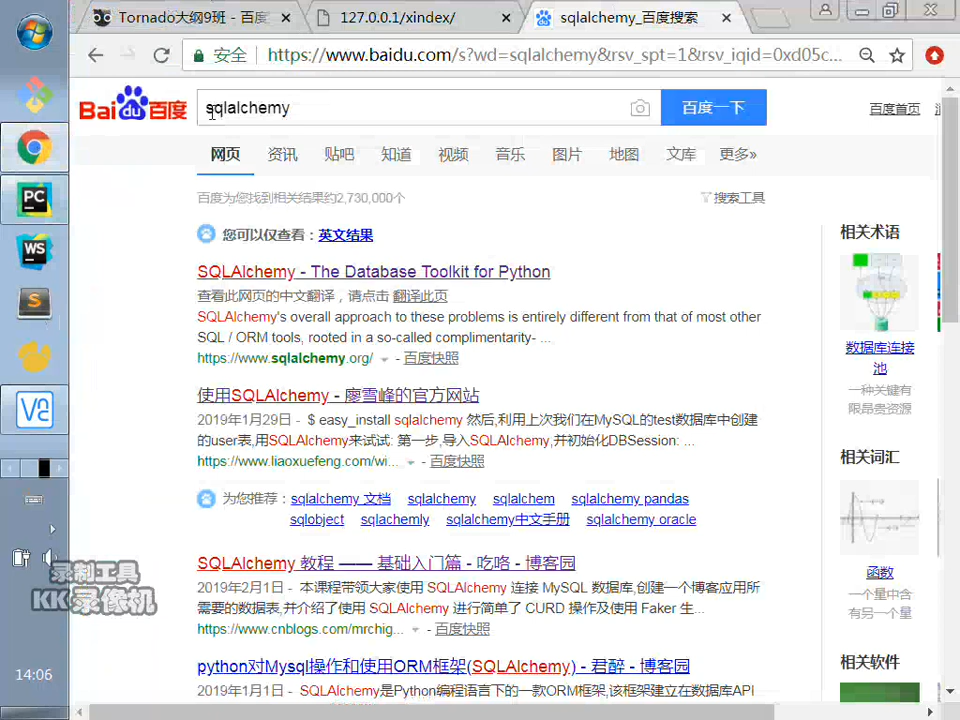 Tornado大纲9班 - 百度
127.0.0.1/xindex/
sqlalchemy_百度搜索
安全
https://www.baidu.com/s?wd=sqlalchemy&rsv_spt=1&rsv_iqid=0xd05c...
Bai du 百度
sqlalchemy
百度一下
百度首页
网页 资讯 贴吧 知道 视频 音乐 图片 地图 文库 更多»
百度为您找到相关结果约2,730,000个
搜索工具
您可以仅查看：英文结果
SQLAlchemy - The Database Toolkit for Python
查看此网页的中文翻译，请点击 翻译此页
SQLAlchemy's overall approach to these problems is entirely different from that of most other
SQL / ORM tools, rooted in a so-called complimentarity- ...
https://www.sqlalchemy.org/ - 百度快照
使用SQLAlchemy - 廖雪峰的官方网站
2019年1月29日 - $ easy_install sqlalchemy 然后,利用上次我们在MySQL的test数据库中创建
的user表,用SQLAlchemy来试试: 第一步,导入SQLAlchemy,并初始化DBSession: ...
https://www.liaoxuefeng.com/wi... - 百度快照
为您推荐：sqlalchemy 文档 sqlalchemy sqlalchem sqlalchemy pandas
sqlobject sqlachemly sqlalchemy中文手册 sqlalchemy oracle
SQLAlchemy 教程 —— 基础入门篇 - 吃咯 - 博客园
2019年2月1日 - 本课程带领大家使用 SQLAlchemy 连接 MySQL 数据库,创建一个博客应用所
需要的数据表,并介绍了使用 SQLAlchemy 进行简单了 CURD 操作及使用 Faker 生...
https://www.cnblogs.com/mrchig... - 百度快照
python对Mysql操作和使用ORM框架(SQLAlchemy) - 君醉 - 博客园
2019年1月1日 - SQLAlchemy是Python编程语言下的一款ORM框架,该框架建立在数据库API
相关术语
数据库连接
池
一种关键有
限昂贵资源
相关词汇
函数
一个量中含
有另一个量
相关软件
PC
WS
S
录制工具
KK录像机
14:06